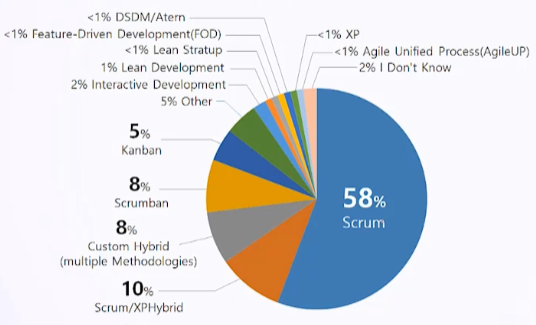 <1% DSDM/Atern
<1% Feature-Driven Development(FOD)
<1% Lean Stratup
1% Lean Development
2% Interactive Development
5% Other
5%
Kanban
8%
Scrumban
8%
Custom Hybrid
(multiple Methodologies)
10%
Scrum/XPHybrid
<1% XP
<1% Agile Unified Process(AgileUP)
2% I Don't Know
58%
Scrum